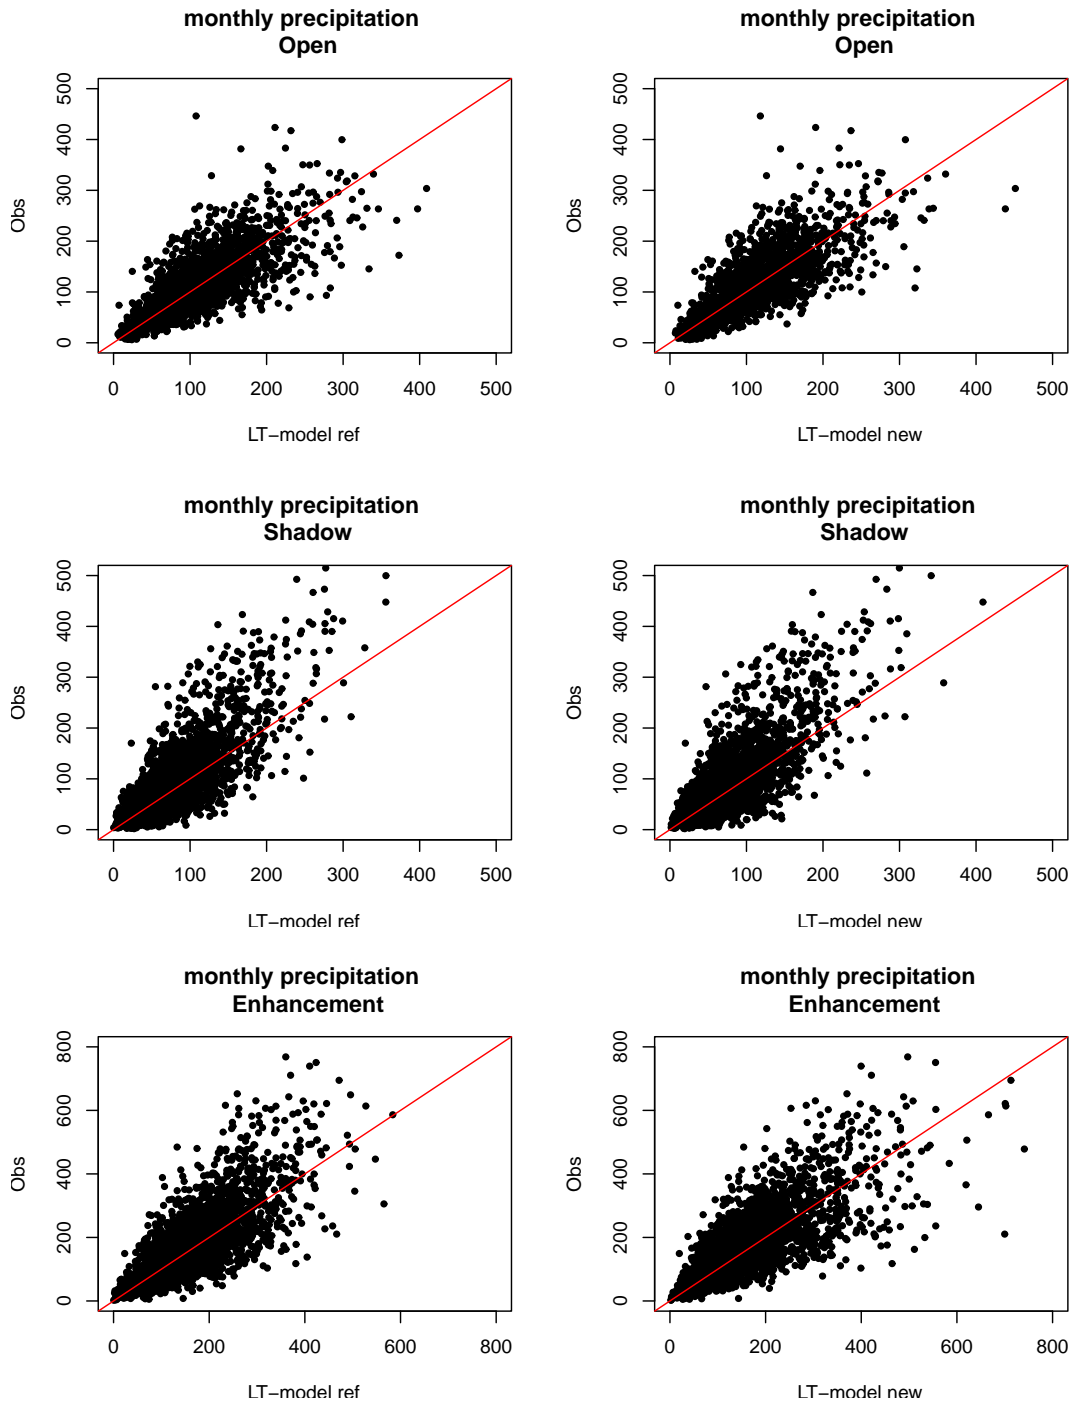 monthly precipitation
Open
monthly precipitation
Open
500
400
300
200
100
0
Obs
0 100 200 300 400 500
LT−model ref
500
400
300
200
100
0
Obs
0 100 200 300 400 500
LT−model new
monthly precipitation
Shadow
monthly precipitation
Shadow
500
400
300
200
100
0
Obs
0 100 200 300 400 500
LT−model ref
500
400
300
200
100
0
Obs
0 100 200 300 400 500
LT−model new
monthly precipitation
Enhancement
monthly precipitation
Enhancement
800
600
400
200
0
Obs
0 200 400 600 800
LT−model ref
800
600
400
200
0
Obs
0 200 400 600 800
LT−model new